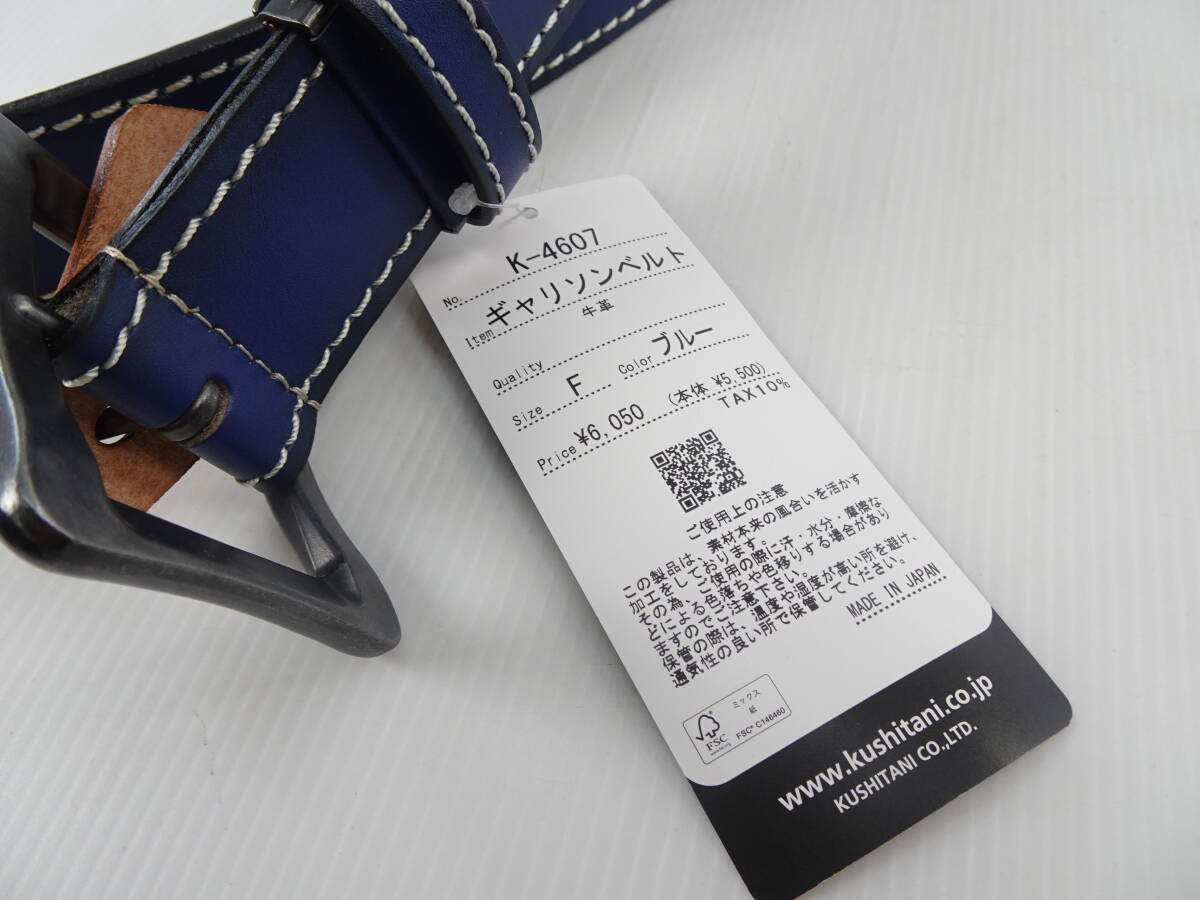 No. K-4607
Item ギャリソンベルト
Quality 牛革
Size F Color ブルー
Price ¥6,050 (本体 ¥5,500)
TAX10%
ご使用上の注意
この製品は、素材本来の風合いを活かす
加工をしております。
その為、ご使用の際に汗・水分・摩擦な
どによる色落ちや色移りする場合があり
ますのでご注意下さい。
保管の際は、温度や湿度が高い所を避け、
通気性の良い所で保管してください。
MADE IN JAPAN
ミックス
紙
FSC
www.fsc.org
FSC® C148480
www.kushitani.co.jp
KUSHITANI CO.,LTD.